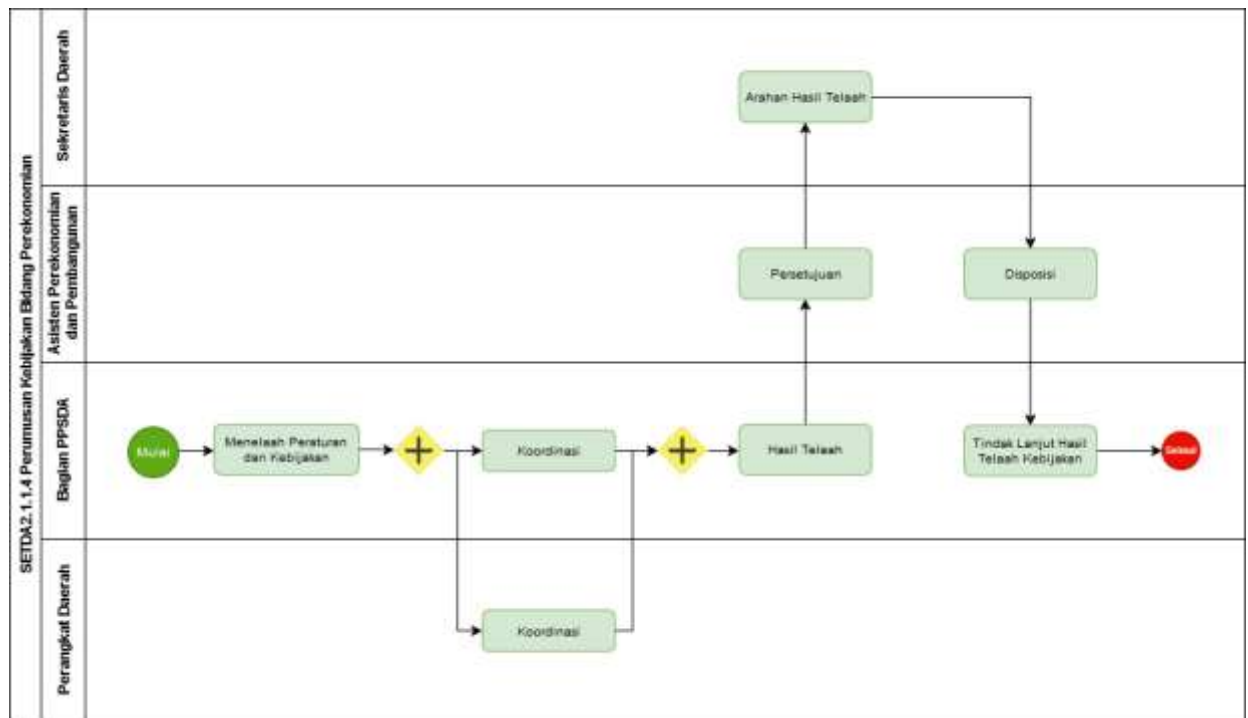 SETDA2.1.1.4 Perumusan Kebijakan Bidang Perekonomian
Sekretaris Daerah
Arahan Hasil Telaah
Asisten Perekonomian
dan Pembangunan
Persetujuan
Disposisi
Bagian PPSDA
Mulai
Menelaah Peraturan
dan Kebijakan
Koordinasi
Hasil Telaah
Tindak Lanjut Hasil
Telaah Kebijakan
Selesai
Perangkat Daerah
Koordinasi